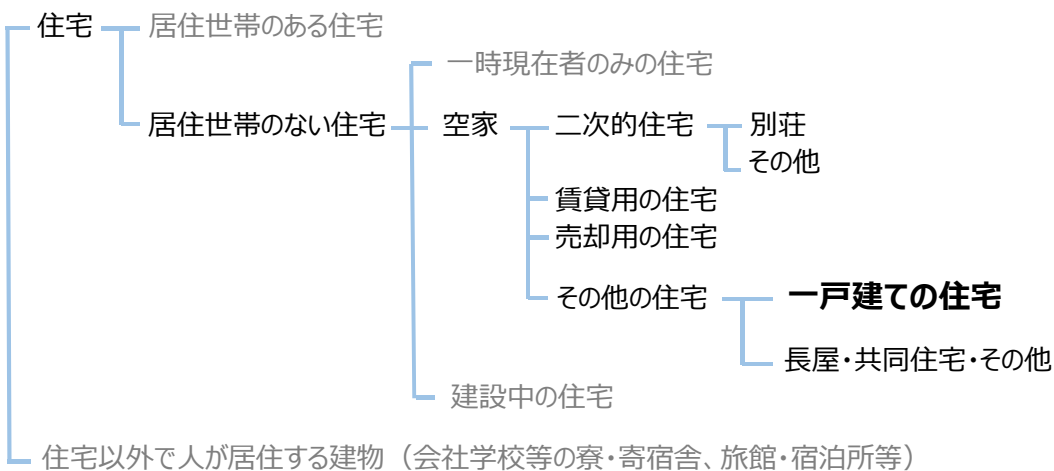 住宅 居住世帯のある住宅
一時現在者のみの住宅
居住世帯のない住宅 空家 二次的住宅 別荘
その他
賃貸用の住宅
売却用の住宅
その他の住宅 一戸建ての住宅
長屋・共同住宅・その他
建設中の住宅
住宅以外で人が居住する建物（会社学校等の寮・寄宿舎、旅館・宿泊所等）